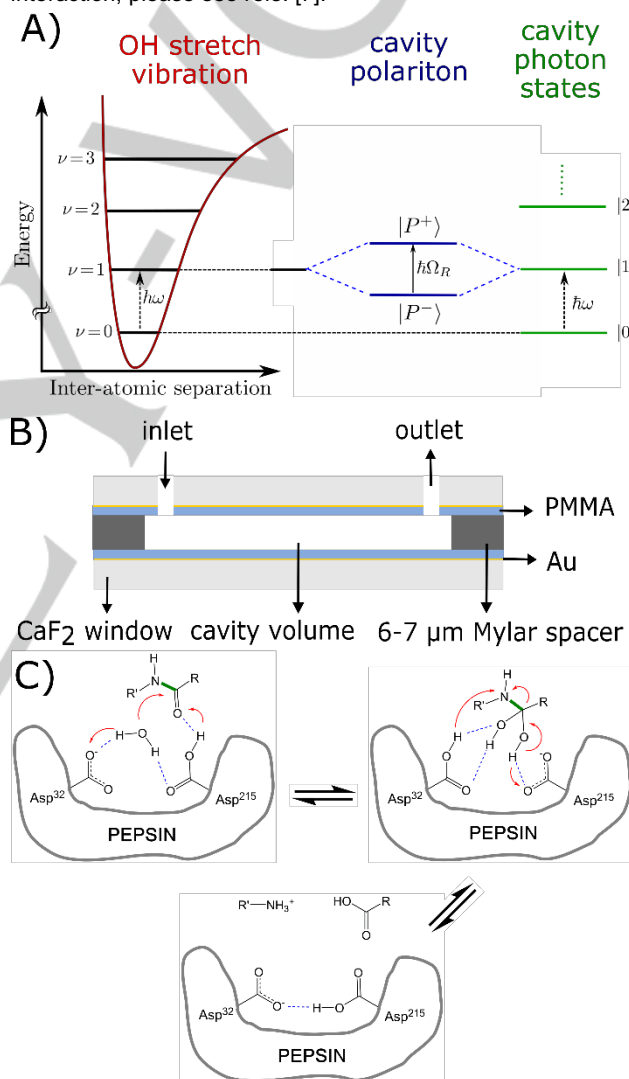 interaction, please see refs. [7].
A)
OH stretch vibration
cavity polariton
cavity photon states
Energy
ν=3
ν=2
ν=1
ν=0
ħω
|P⁺⟩
ħΩ_R
|P⁻⟩
|2
|1
|0
ħω
Inter-atomic separation
B)
inlet
outlet
PMMA
Au
CaF₂ window
cavity volume
6-7 μm Mylar spacer
C)
H
N
R'
R
O
H
O
H
H
O
O⁻
O
O
Asp³²
Asp²¹⁵
PEPSIN
H
N
R'
R
H
O
H
O
O
H
O
O
O⁻
O
Asp³²
Asp²¹⁵
PEPSIN
R'—NH₃⁺
HO
R
O
O
O⁻
H
O
O
Asp³²
Asp²¹⁵
PEPSIN